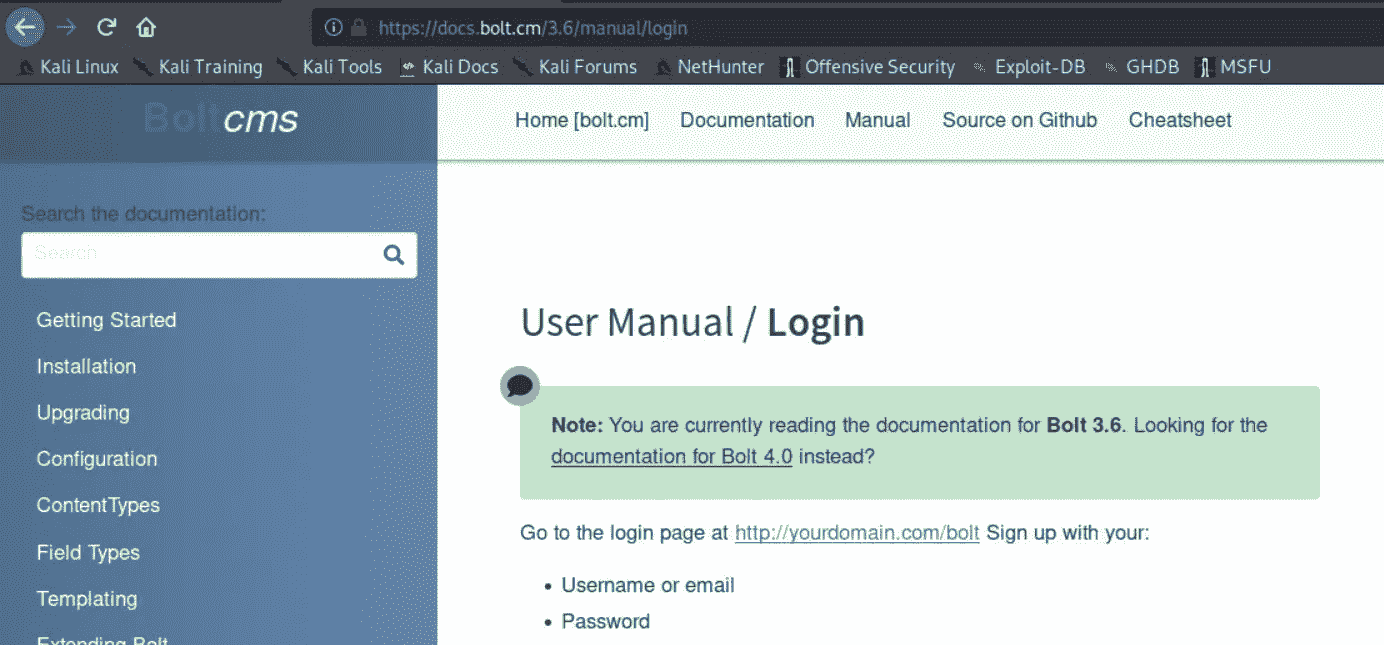 https://docs.bolt.cm/3.6/manual/login
Kali Linux Kali Training Kali Tools Kali Docs Kali Forums NetHunter Offensive Security Exploit-DB GHDB MSFU
Boltcms
Home [bolt.cm] Documentation Manual Source on Github Cheatsheet
Search the documentation:
Search
Getting Started
Installation
Upgrading
Configuration
ContentTypes
Field Types
Templating
Extending Bolt
User Manual / Login
Note: You are currently reading the documentation for Bolt 3.6. Looking for the
documentation for Bolt 4.0 instead?
Go to the login page at http://yourdomain.com/bolt Sign up with your:
• Username or email
• Password